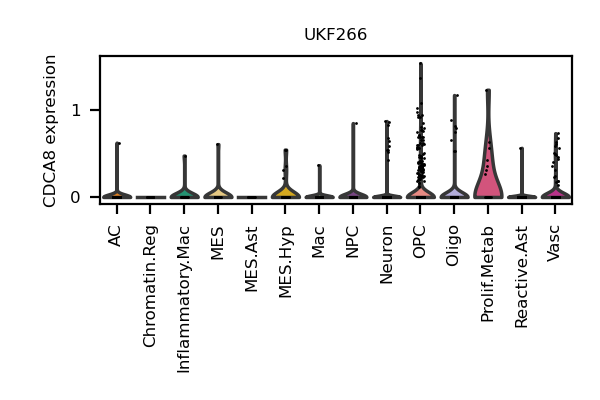 UKF266
CDCA8 expression
1
0
AC
Chromatin.Reg
Inflammatory.Mac
MES
MES.Ast
MES.Hyp
Mac
NPC
Neuron
OPC
Oligo
Prolif.Metab
Reactive.Ast
Vasc